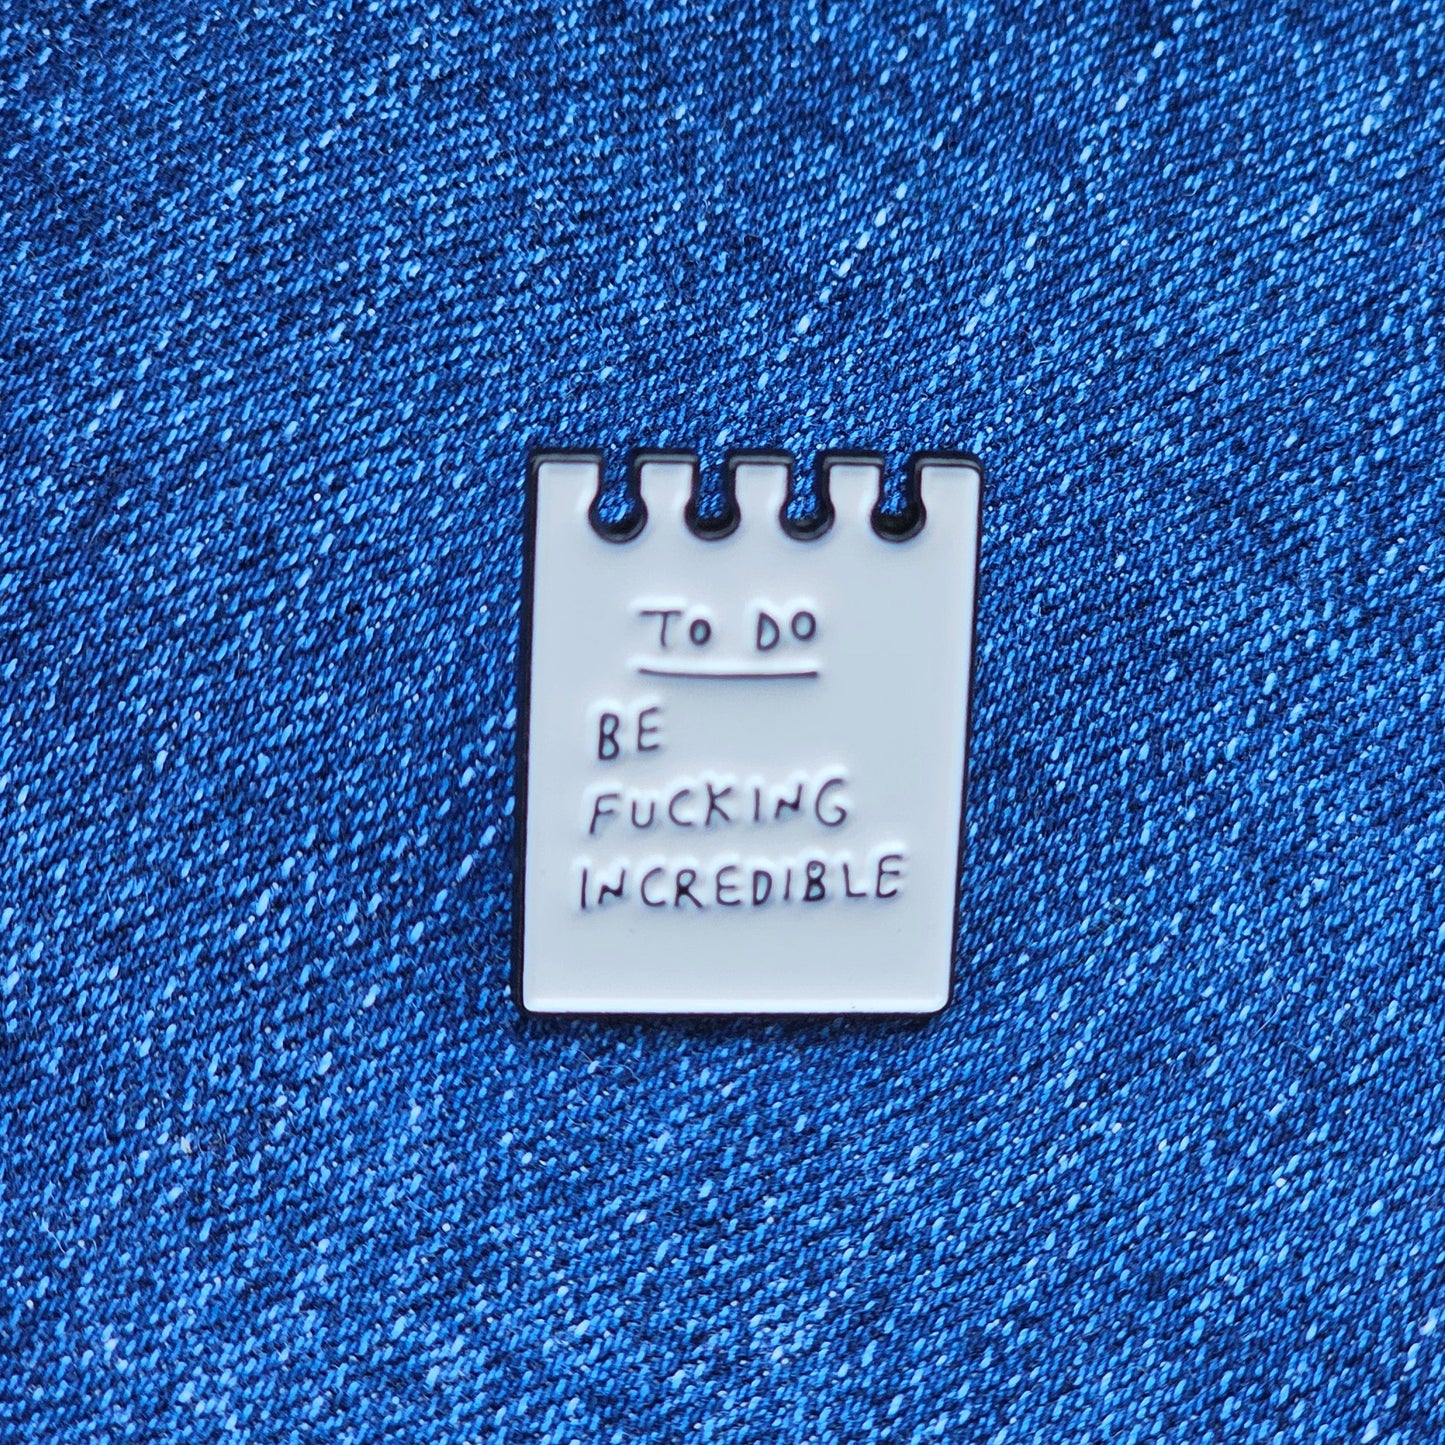 TO DO
BE
FUCKING
INCREDIBLE